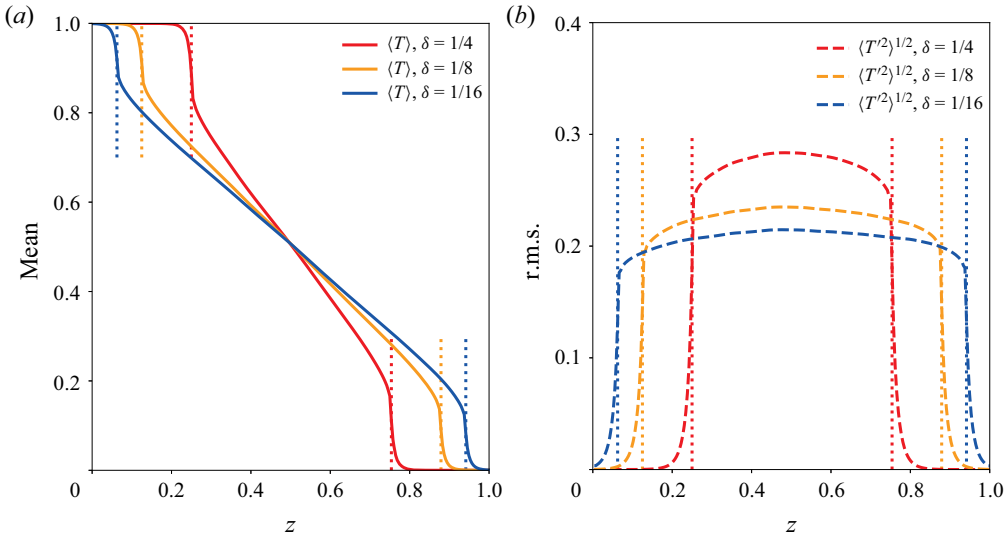 (a)
1.0
0.8
0.6
0.4
0.2
0
0.2
0.4
0.6
0.8
1.0
Mean
z
⟨T⟩, δ = 1/4
⟨T⟩, δ = 1/8
⟨T⟩, δ = 1/16
(b)
0.4
0.3
0.2
0.1
0
0.2
0.4
0.6
0.8
1.0
r.m.s.
z
⟨T′²⟩¹/², δ = 1/4
⟨T′²⟩¹/², δ = 1/8
⟨T′²⟩¹/², δ = 1/16